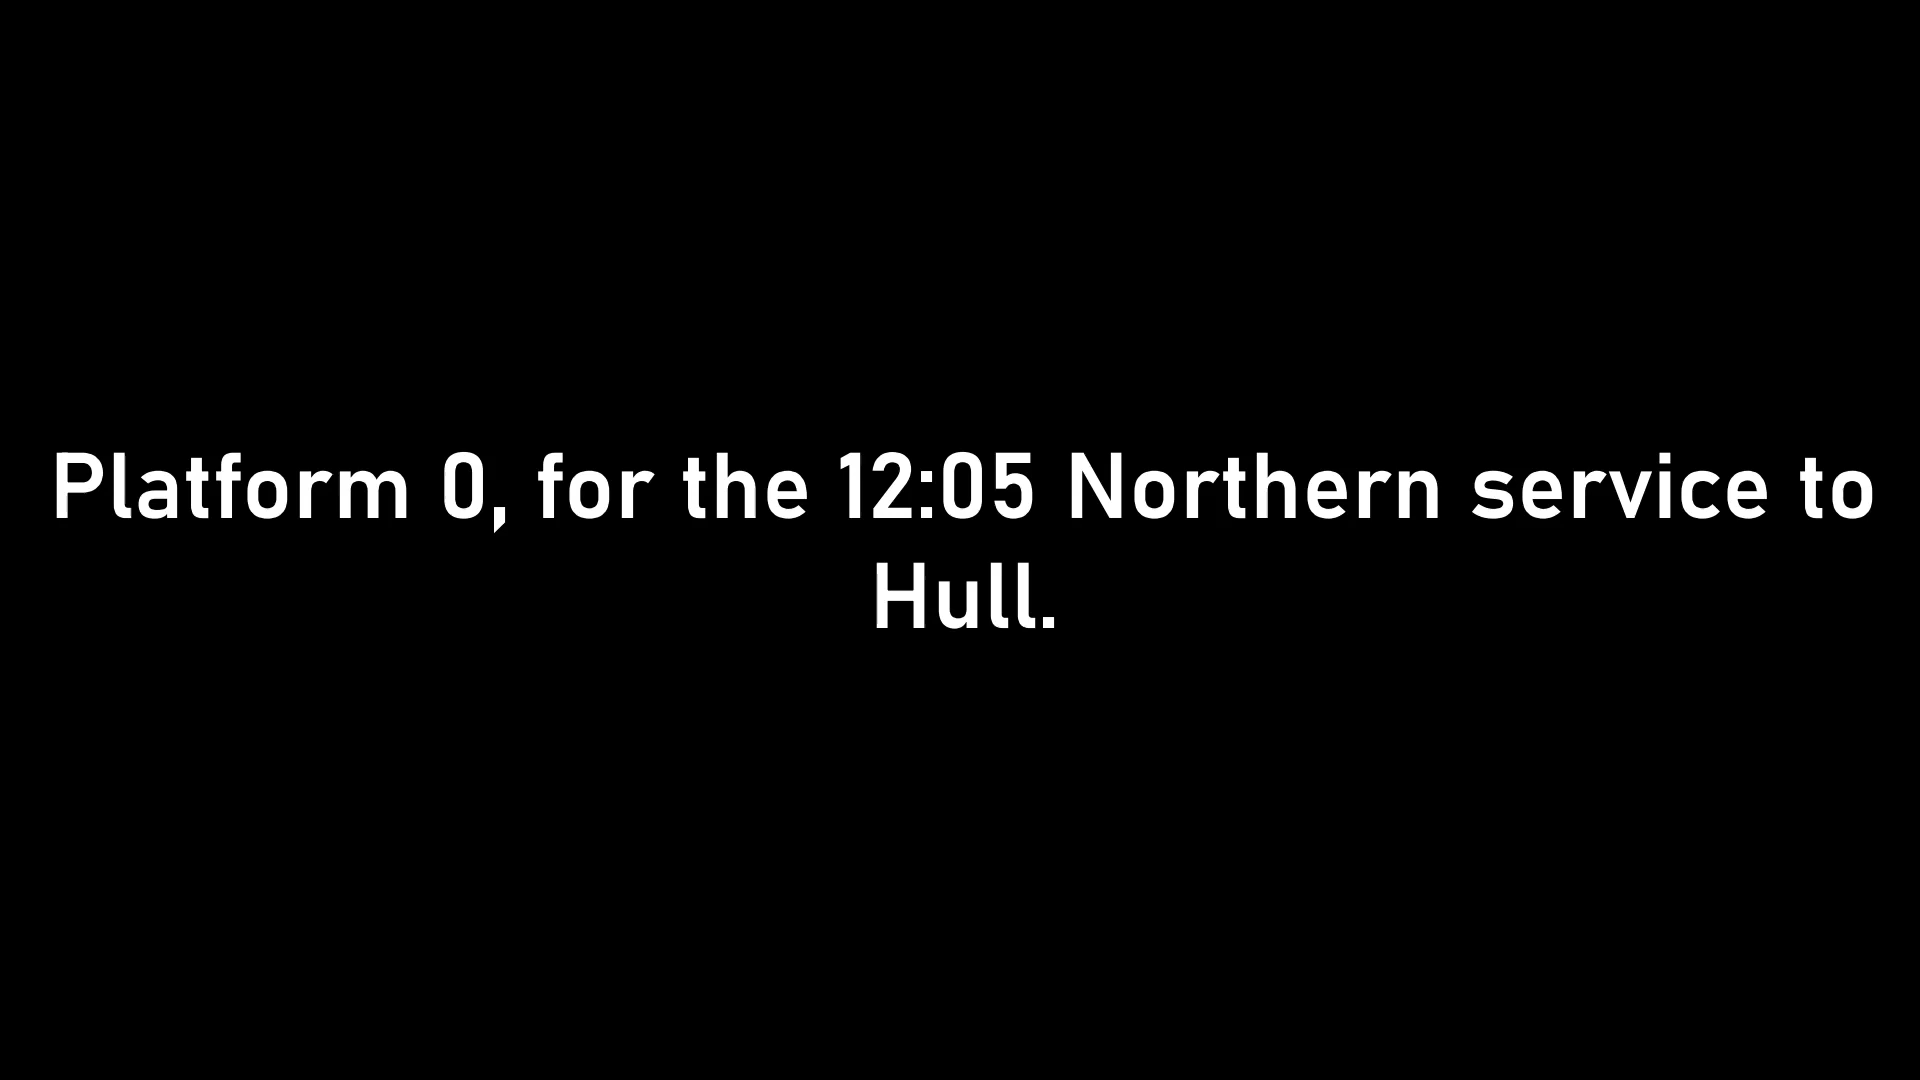 Platform 0, for the 12:05 Northern service to
Hull.